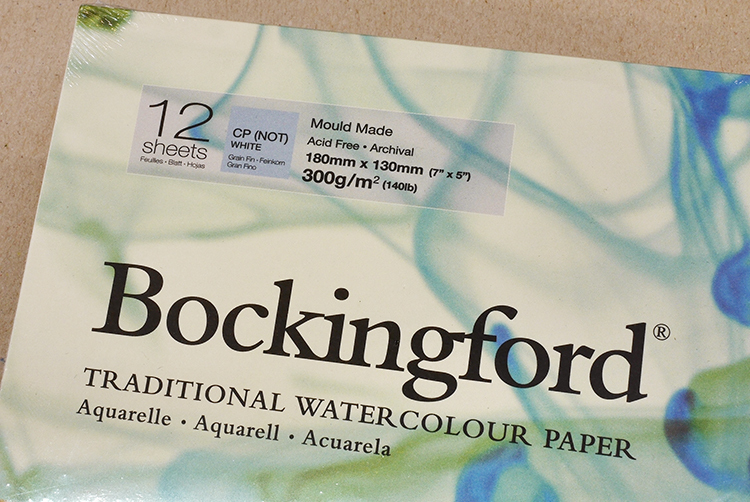 12
sheets
Feuilles • Blatt • Hojas
CP (NOT)
WHITE
Grain Fin • Feinkorn
Gran Fino
Mould Made
Acid Free • Archival
180mm x 130mm (7" x 5")
300g/m² (140lb)
Bockingford®
TRADITIONAL WATERCOLOUR PAPER
Aquarelle • Aquarell • Acuarela